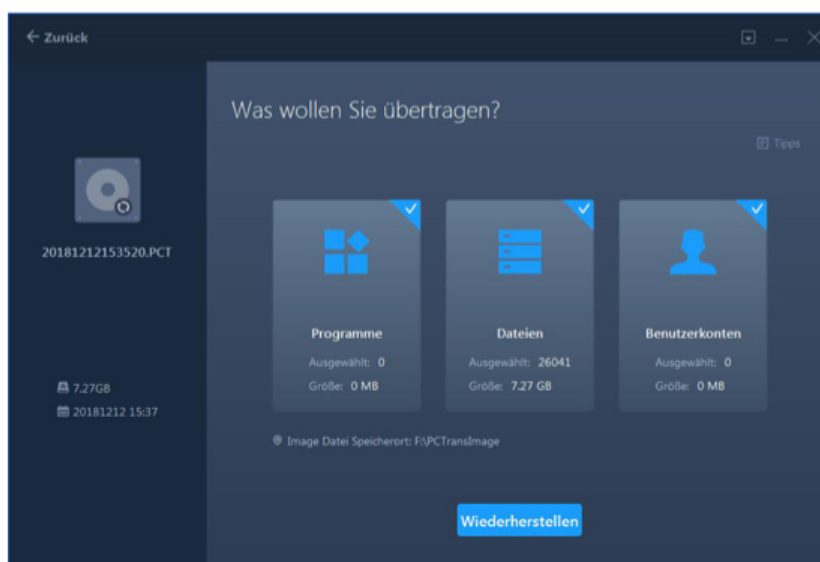 Zurück
Was wollen Sie übertragen?
Tipps
20181212153520.PCT
7.27GB
20181212 15:37
Programme
Ausgewählt: 0
Größe: 0 MB
Dateien
Ausgewählt: 26041
Größe: 7.27 GB
Benutzerkonten
Ausgewählt: 0
Größe: 0 MB
Image Datei Speicherort: F:\PCTransImage
Wiederherstellen